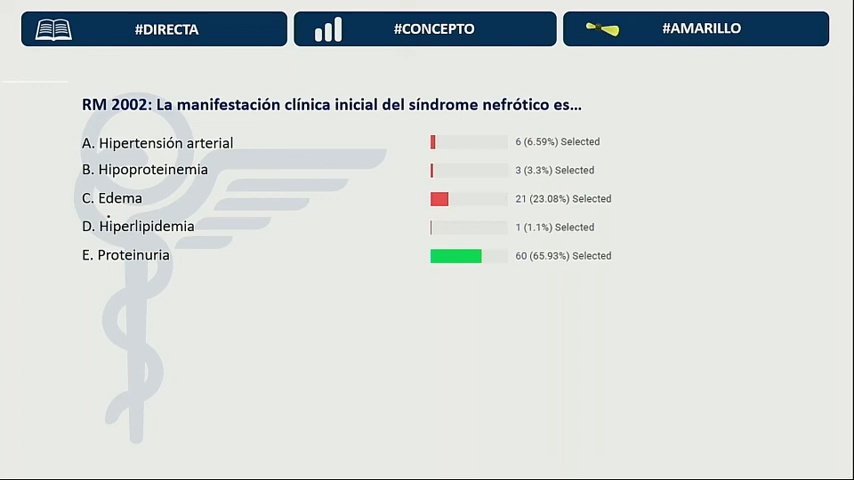 #DIRECTA
#CONCEPTO
#AMARILLO
RM 2002: La manifestación clínica inicial del síndrome nefrótico es...
A. Hipertensión arterial 6 (6.59%) Selected
B. Hipoproteinemia 3 (3.3%) Selected
C. Edema 21 (23.08%) Selected
D. Hiperlipidemia 1 (1.1%) Selected
E. Proteinuria 60 (65.93%) Selected